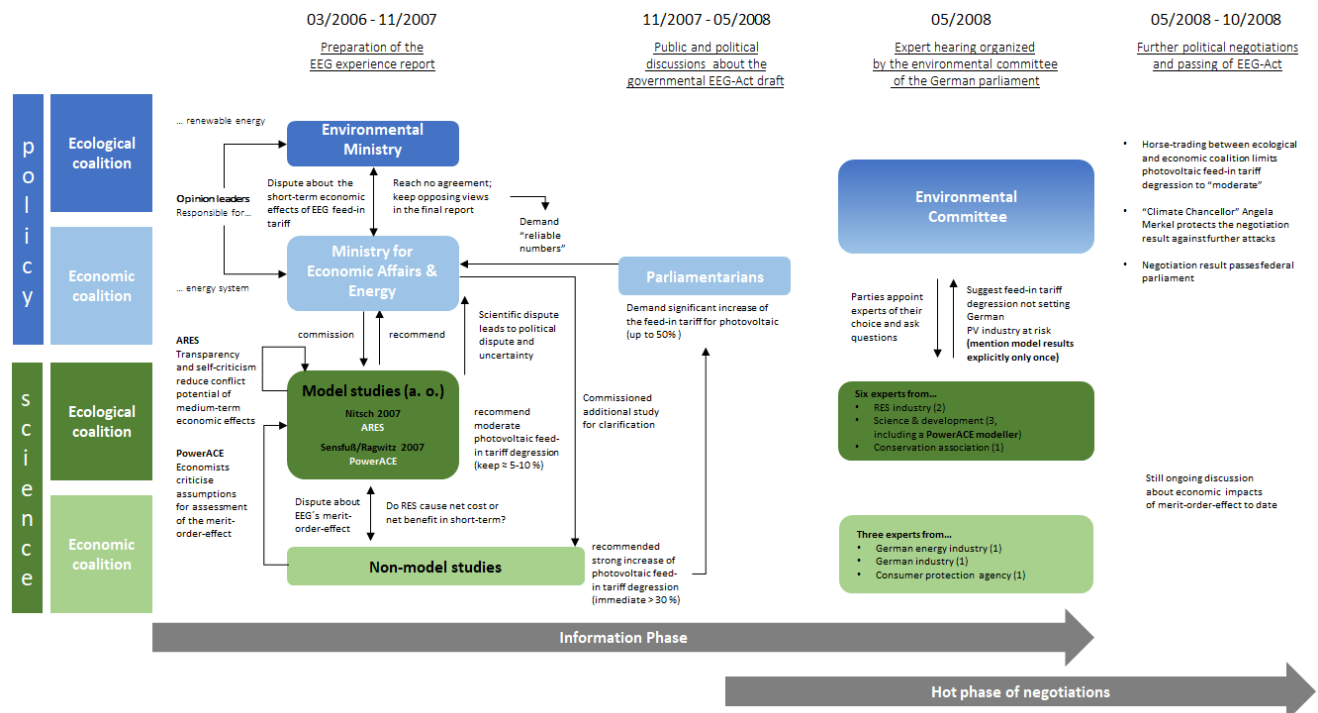 03/2006 - 11/2007
11/2007 - 05/2008
05/2008
05/2008 - 10/2008
Preparation of the
EEG experience report
Public and political
discussions about the
governmental EEG-Act draft
Expert hearing organized
by the environmental committee
of the German parliament
Further political negotiations
and passing of EEG-Act
policy
Ecological
coalition
Economic
coalition
science
Ecological
coalition
Economic
coalition
... renewable energy
Opinion leaders
Responsible for...
... energy system
Environmental
Ministry
Dispute about the
short-term economic
effects of EEG feed-in
tariff
Reach no agreement;
keep opposing views
in the final report
Demand
“reliable
numbers”
Ministry for
Economic Affairs &
Energy
commission
recommend
Scientific dispute
leads to political
dispute and
uncertainty
ARES
Transparency
and self-criticism
reduce conflict
potential of
medium-term
economic effects
PowerACE
Economists
criticise
assumptions
for assessment
of the merit-
order-effect
Model studies (a. o.)
Nitsch 2007
ARES
Sensfuß/Ragwitz 2007
PowerACE
recommend
moderate
photovoltaic feed-
in tariff degression
(keep ≈ 5-10 %)
Dispute about
EEG´s merit-
order-effect
Do RES cause net cost or
net benefit in short-term?
Non-model studies
Commissioned
additional study
for clarification
recommended
strong increase of
photovoltaic feed-
in tariff degression
(immediate > 30 %)
Parliamentarians
Demand significant increase of
the feed-in tariff for photovoltaic
(up to 50% )
Environmental
Committee
Parties appoint
experts of their
choice and ask
questions
Suggest feed-in tariff
degression not setting
German
PV industry at risk
(mention model results
explicitly only once)
Six experts from...
• RES industry (2)
• Science & development (3,
including a PowerACE modeller)
• Conservation association (1)
Three experts from...
• German energy industry (1)
• German industry (1)
• Consumer protection agency (1)
• Horse-trading between ecological
and economic coalition limits
photovoltaic feed-in tariff
degression to “moderate”
• “Climate Chancellor” Angela
Merkel protects the negotiation
result against further attacks
• Negotiation result passes federal
parliament
Still ongoing discussion
about economic impacts
of merit-order-effect to date
Information Phase
Hot phase of negotiations